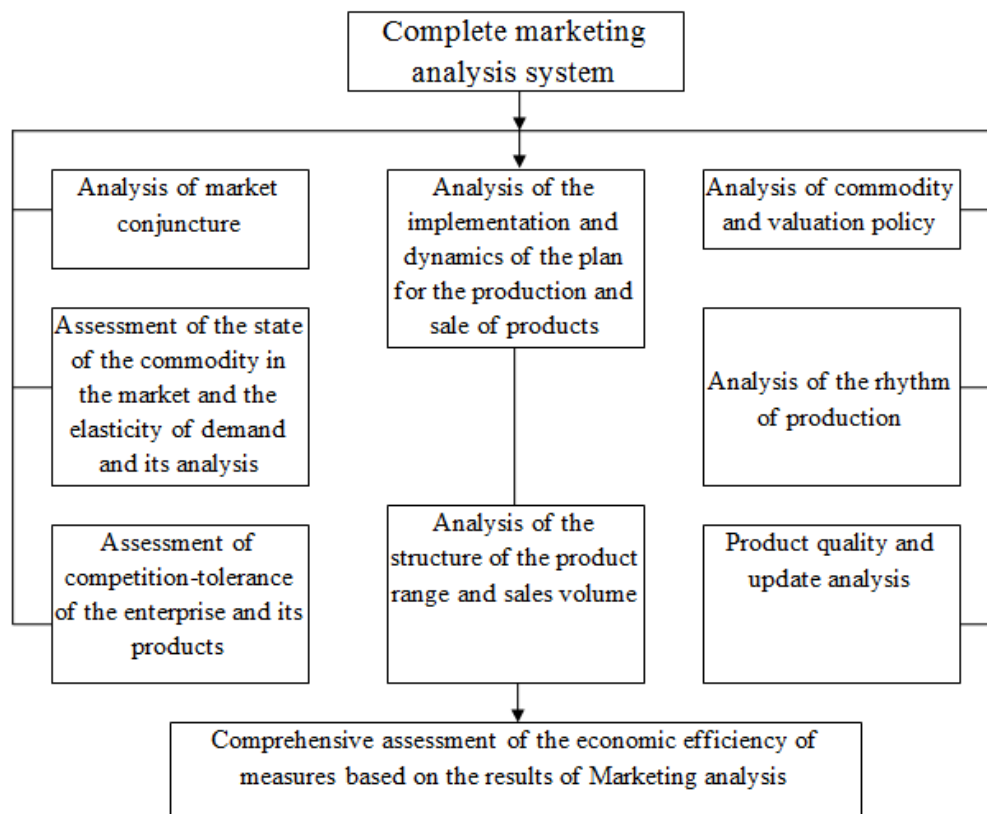 Complete marketing
analysis system
Analysis of market
conjuncture
Assessment of the state
of the commodity in
the market and the
elasticity of demand
and its analysis
Assessment of
competition-tolerance
of the enterprise and its
products
Analysis of the
implementation and
dynamics of the plan
for the production and
sale of products
Analysis of the
structure of the product
range and sales volume
Analysis of commodity
and valuation policy
Analysis of the rhythm
of production
Product quality and
update analysis
Comprehensive assessment of the economic efficiency of
measures based on the results of Marketing analysis